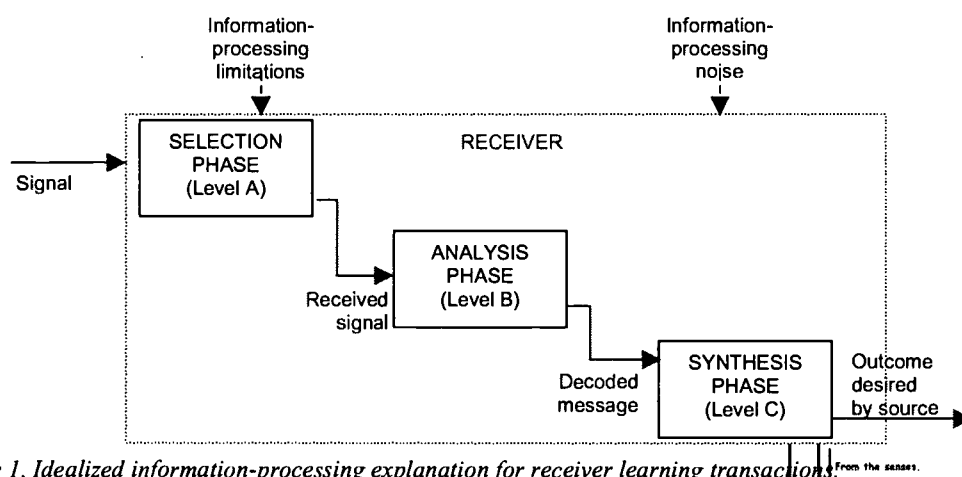 Information-
processing
limitations
Information-
processing
noise
SELECTION
PHASE
(Level A)
RECEIVER
Signal
ANALYSIS
PHASE
(Level B)
Received
signal
SYNTHESIS
PHASE
(Level C)
Decoded
message
Outcome
desired
by source
1. Idealized information-processing explanation for receiver learning transactions.
From the senses.